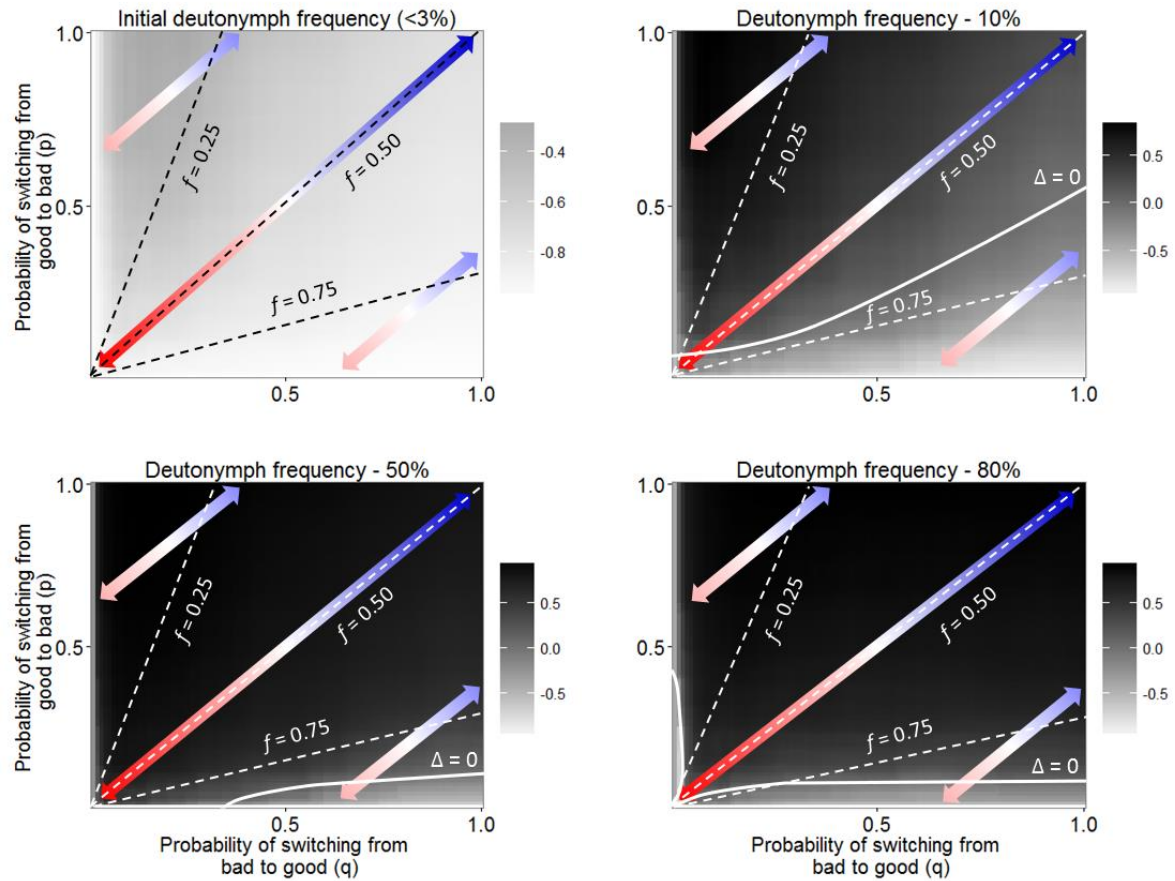 Initial deutonymph frequency (<3%)
Probability of switching from
good to bad (p)
1.0
0.5
ƒ = 0.25
ƒ = 0.50
ƒ = 0.75
0.5
1.0
-0.4
-0.6
-0.8
Deutonymph frequency - 10%
1.0
0.5
ƒ = 0.25
ƒ = 0.50
Δ = 0
ƒ = 0.75
0.5
1.0
0.5
0.0
-0.5
Deutonymph frequency - 50%
Probability of switching from
good to bad (p)
1.0
0.5
ƒ = 0.25
ƒ = 0.50
ƒ = 0.75
Δ = 0
0.5
1.0
Probability of switching from
bad to good (q)
0.5
0.0
-0.5
Deutonymph frequency - 80%
1.0
0.5
ƒ = 0.25
ƒ = 0.50
ƒ = 0.75
Δ = 0
0.5
1.0
Probability of switching from
bad to good (q)
0.5
0.0
-0.5